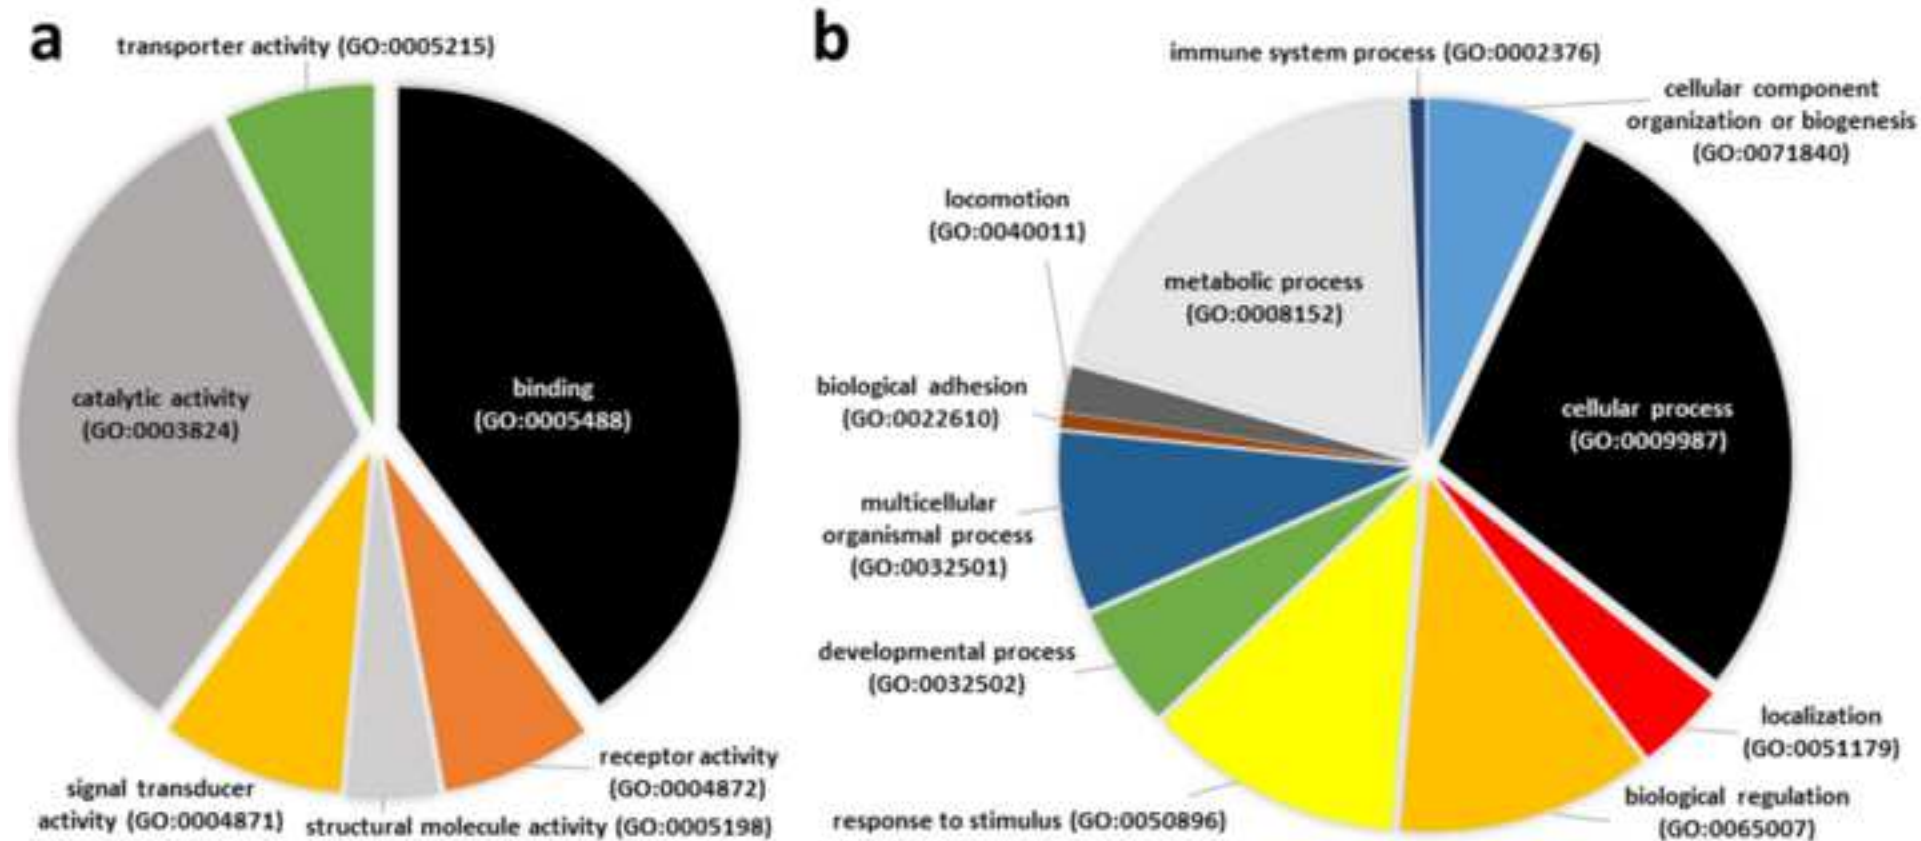 a
transporter activity (GO:0005215)
binding
(GO:0005488)
catalytic activity
(GO:0003824)
receptor activity
(GO:0004872)
signal transducer
activity (GO:0004871)
structural molecule activity (GO:0005198)
b
immune system process (GO:0002376)
cellular component
organization or biogenesis
(GO:0071840)
locomotion
(GO:0040011)
metabolic process
(GO:0008152)
biological adhesion
(GO:0022610)
cellular process
(GO:0009987)
multicellular
organismal process
(GO:0032501)
developmental process
(GO:0032502)
localization
(GO:0051179)
biological regulation
(GO:0065007)
response to stimulus (GO:0050896)